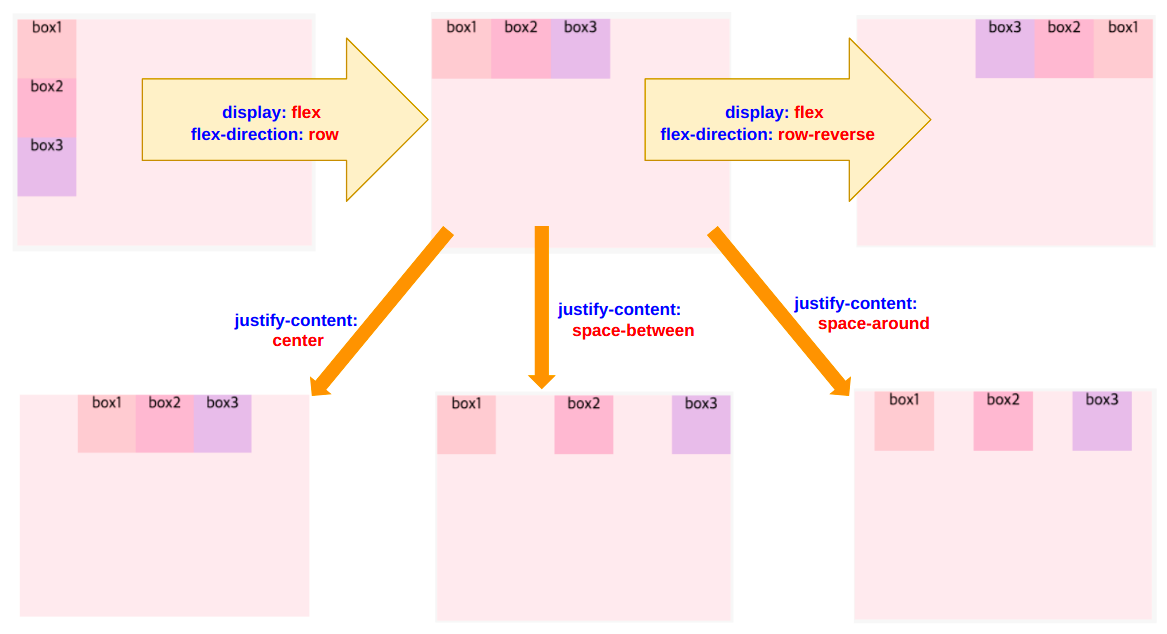 box1
box2
box3
display: flex
flex-direction: row
box1 box2 box3
display: flex
flex-direction: row-reverse
box3 box2 box1
justify-content:
center
justify-content:
space-between
justify-content:
space-around
box1 box2 box3
box1 box2 box3
box1 box2 box3